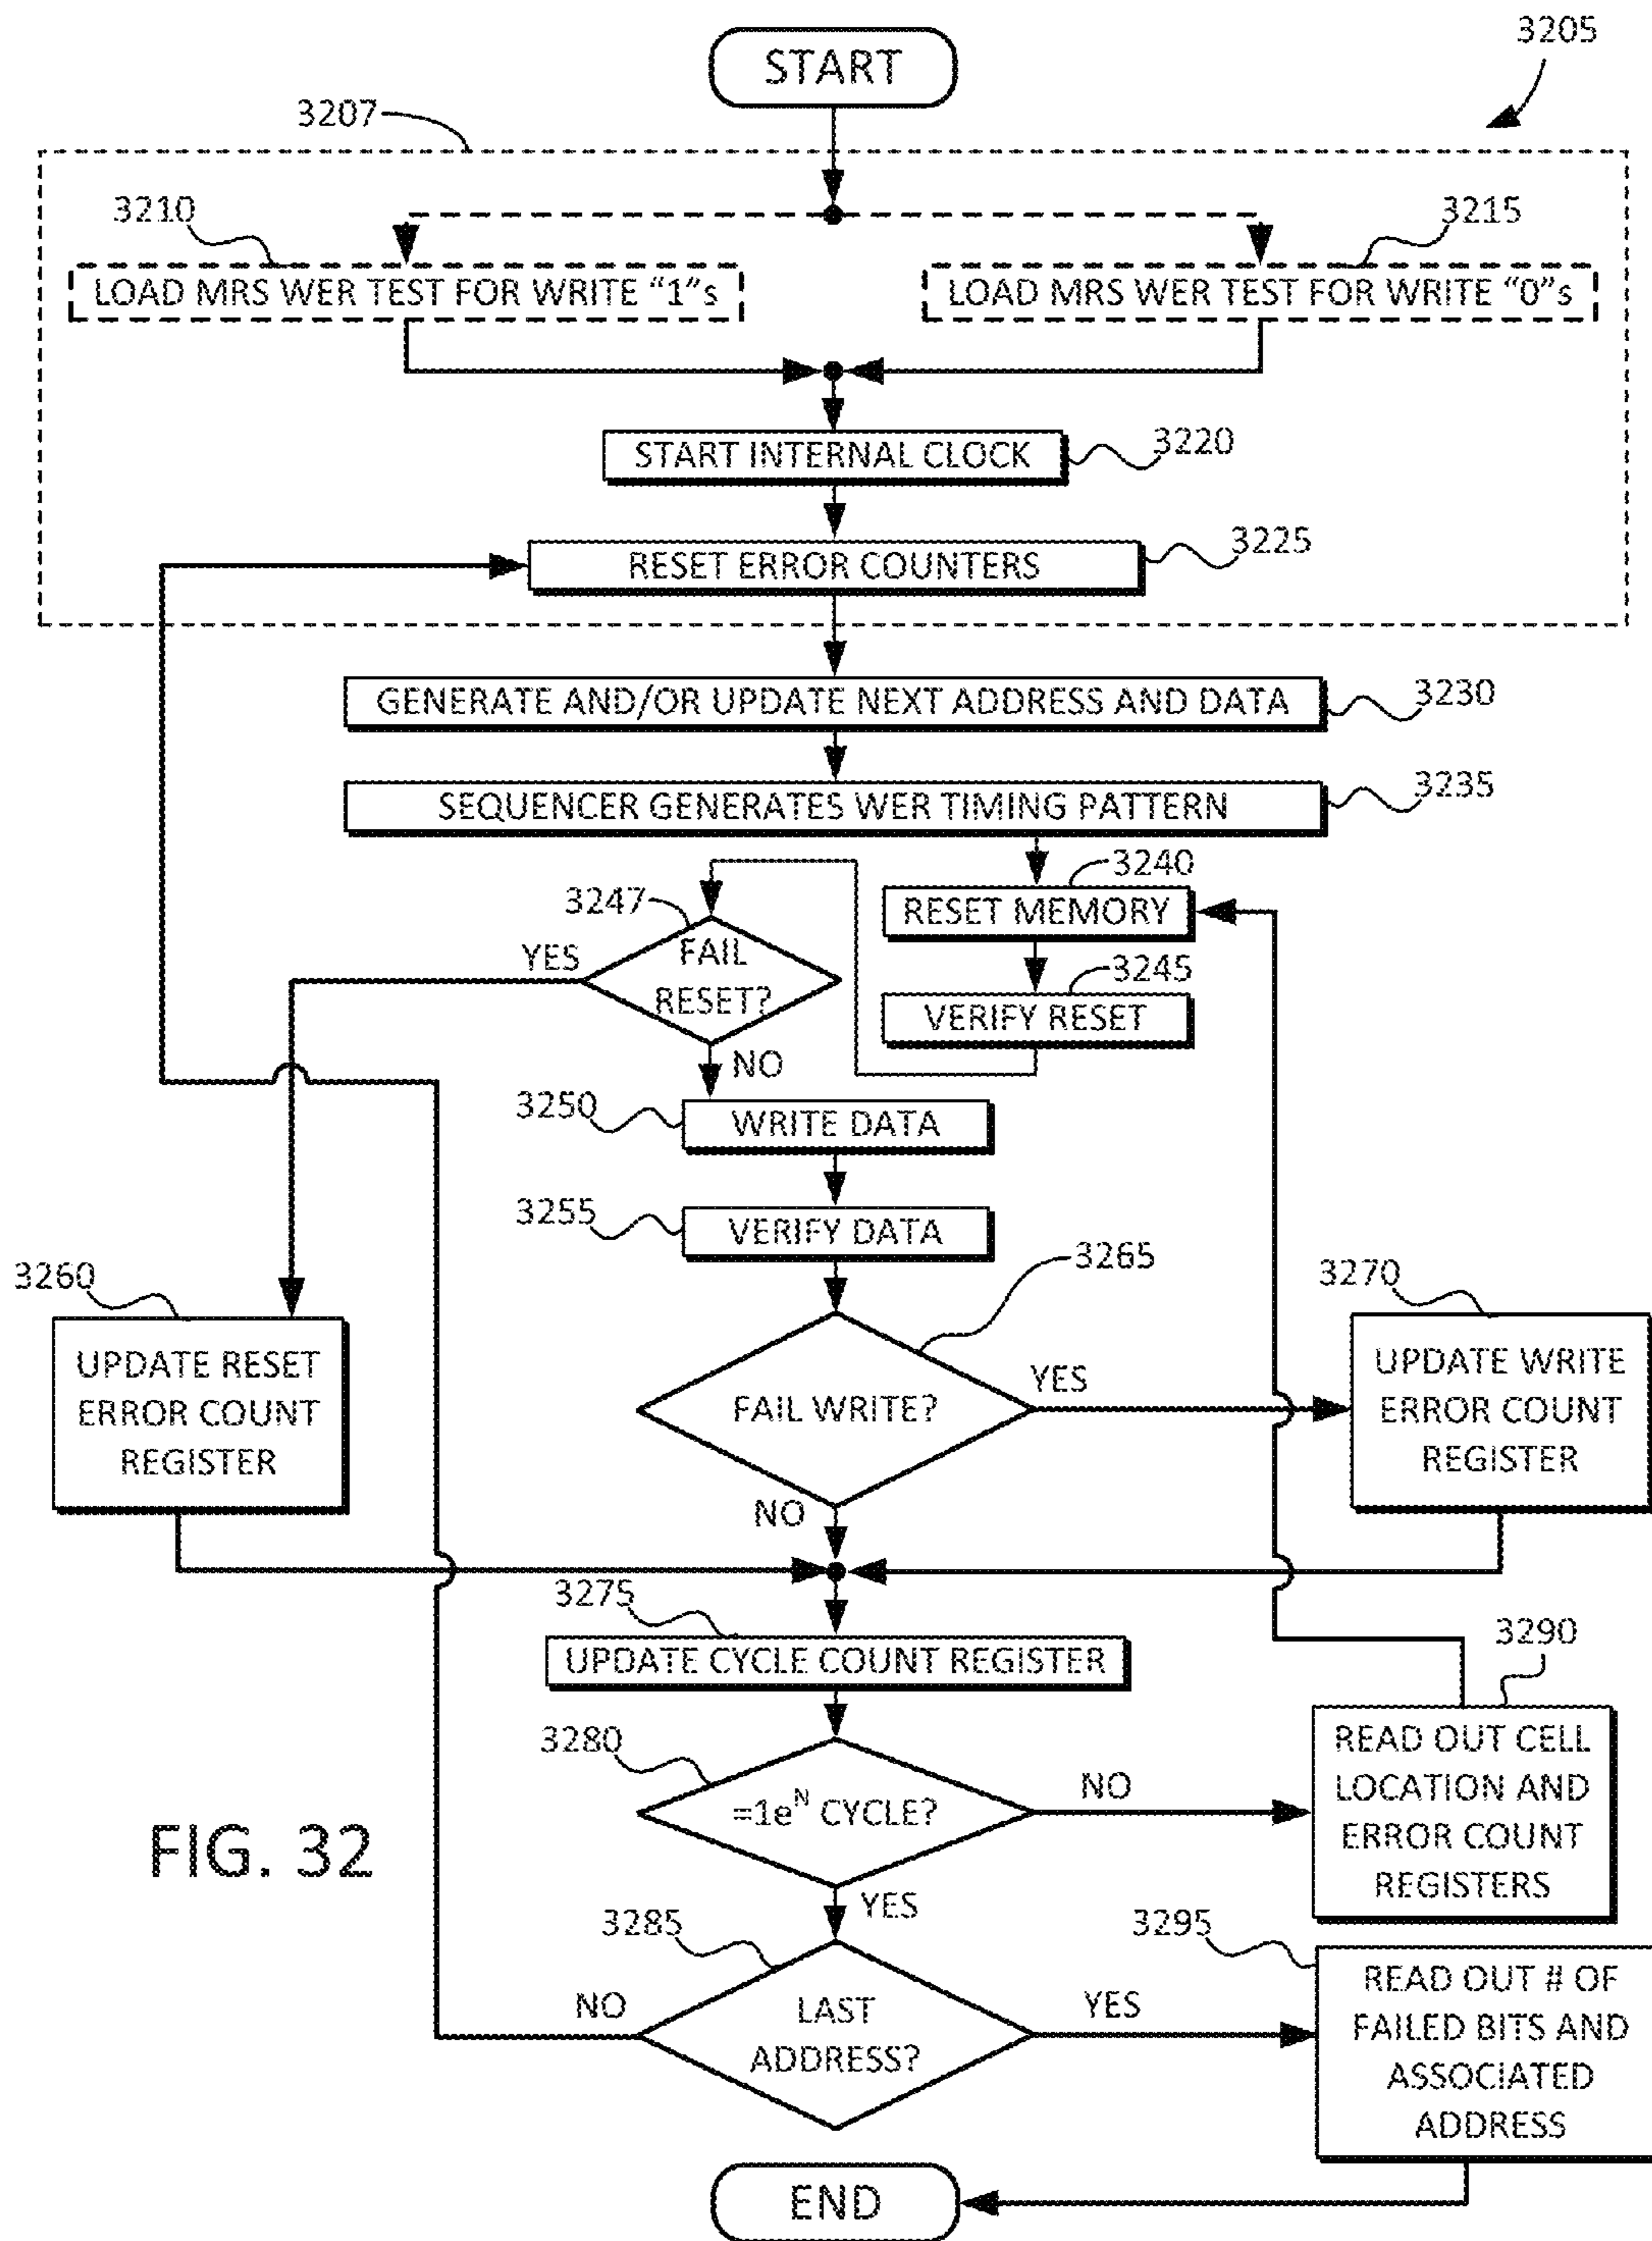 START
3205
3207
3210
3215
LOAD MRS WER TEST FOR WRITE “1”s
LOAD MRS WER TEST FOR WRITE “0”s
START INTERNAL CLOCK
3220
RESET ERROR COUNTERS
3225
GENERATE AND/OR UPDATE NEXT ADDRESS AND DATA
3230
SEQUENCER GENERATES WER TIMING PATTERN
3235
3240
RESET MEMORY
3247
YES
FAIL
RESET?
NO
3245
VERIFY RESET
3250
WRITE DATA
3255
VERIFY DATA
3260
UPDATE RESET
ERROR COUNT
REGISTER
3265
FAIL WRITE?
YES
NO
3270
UPDATE WRITE
ERROR COUNT
REGISTER
3275
UPDATE CYCLE COUNT REGISTER
3280
=1e^N CYCLE?
NO
YES
3290
READ OUT CELL
LOCATION AND
ERROR COUNT
REGISTERS
FIG. 32
3285
NO
LAST
ADDRESS?
YES
3295
READ OUT # OF
FAILED BITS AND
ASSOCIATED
ADDRESS
END